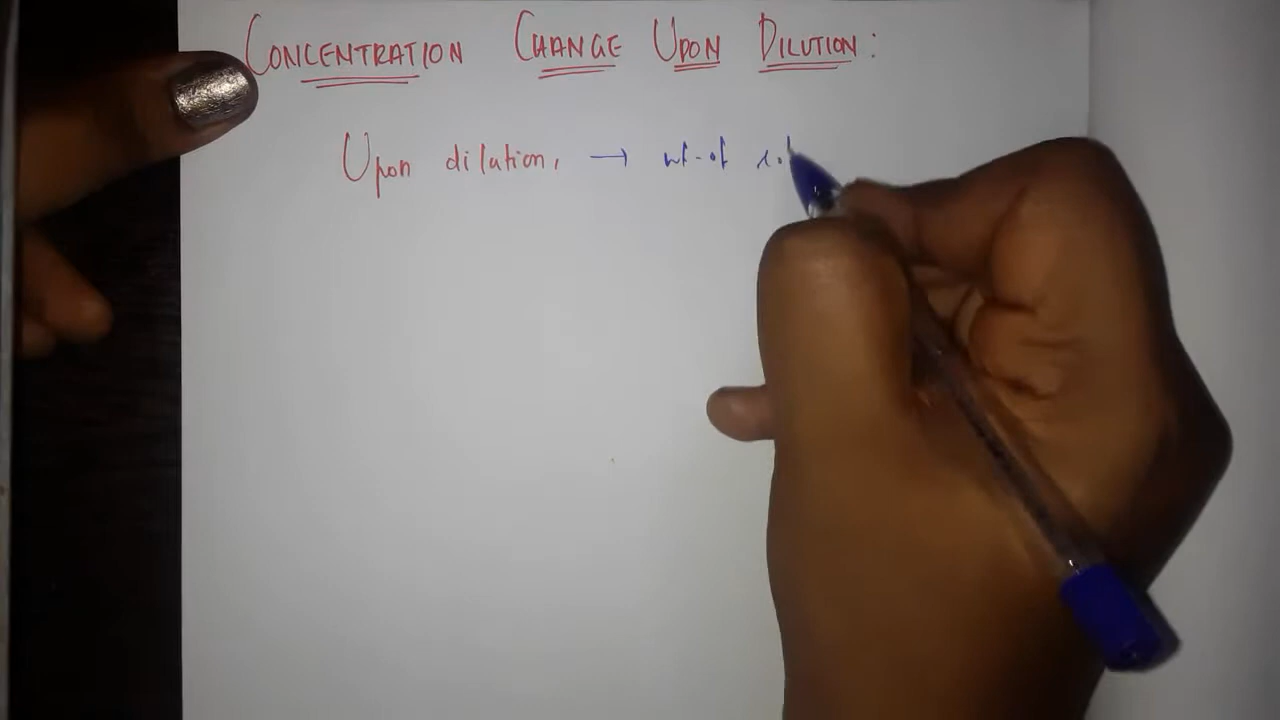 CONCENTRATION CHANGE UPON DILUTION:
Upon dilution, → wt. of